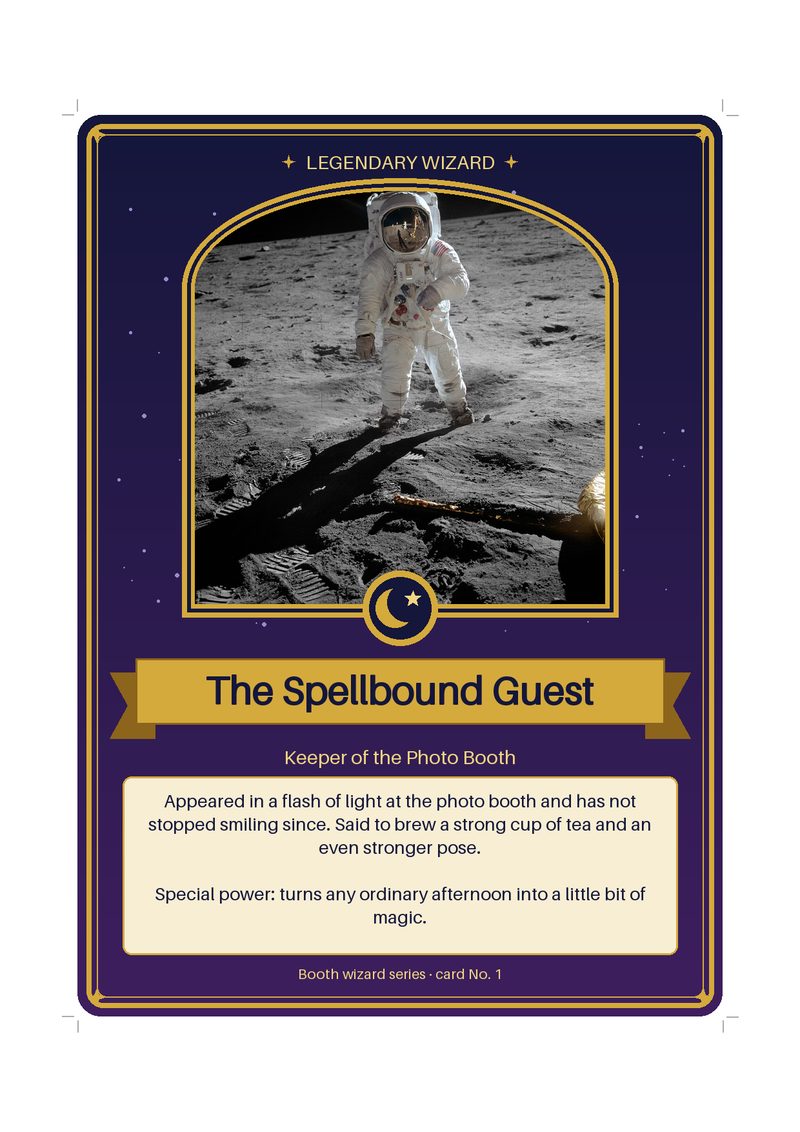 LEGENDARY WIZARD
The Spellbound Guest
Keeper of the Photo Booth
Appeared in a flash of light at the photo booth and has not
stopped smiling since. Said to brew a strong cup of tea and an
even stronger pose.
Special power: turns any ordinary afternoon into a little bit of
magic.
Booth wizard series · card No. 1